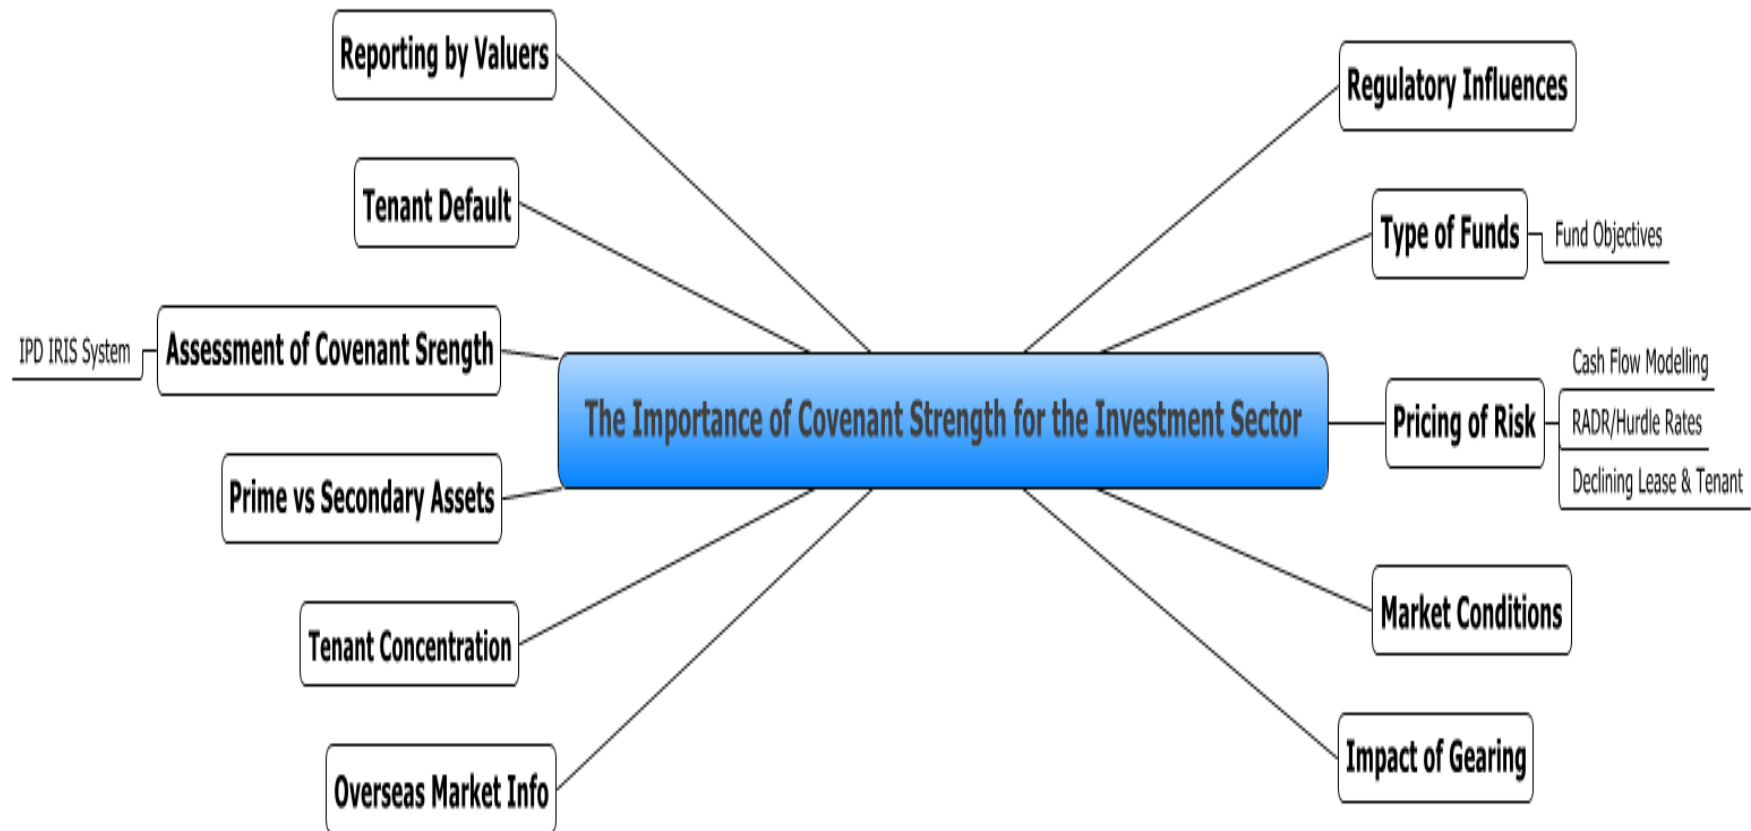 Reporting by Valuers
Regulatory Influences
Tenant Default
Type of Funds
Fund Objectives
IPD IRIS System
Assessment of Covenant Srength
The Importance of Covenant Strength for the Investment Sector
Pricing of Risk
Cash Flow Modelling
RADR/Hurdle Rates
Declining Lease & Tenant
Prime vs Secondary Assets
Market Conditions
Tenant Concentration
Impact of Gearing
Overseas Market Info